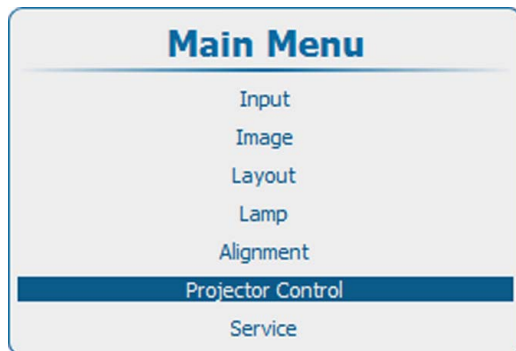 Main Menu
Input
Image
Layout
Lamp
Alignment
Projector Control
Service